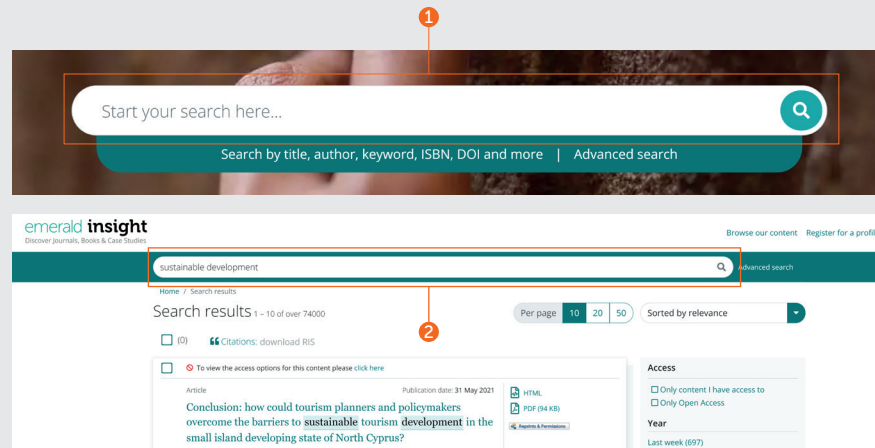 1
Start your search here...
Search by title, author, keyword, ISBN, DOI and more | Advanced search
emerald insight
Discover Journals, Books & Case Studies
Browse our content Register for a profil
sustainable development
Advanced search
Home / Search results
Search results 1 – 10 of over 74000
Per page 10 20 50
Sorted by relevance
2
(0) Citations: download RIS
To view the access options for this content please click here
Article
Publication date: 31 May 2021
Conclusion: how could tourism planners and policymakers
overcome the barriers to sustainable tourism development in the
small island developing state of North Cyprus?
HTML
PDF (94 KB)
Reprints & Permissions
Access
Only content I have access to
Only Open Access
Year
Last week (697)